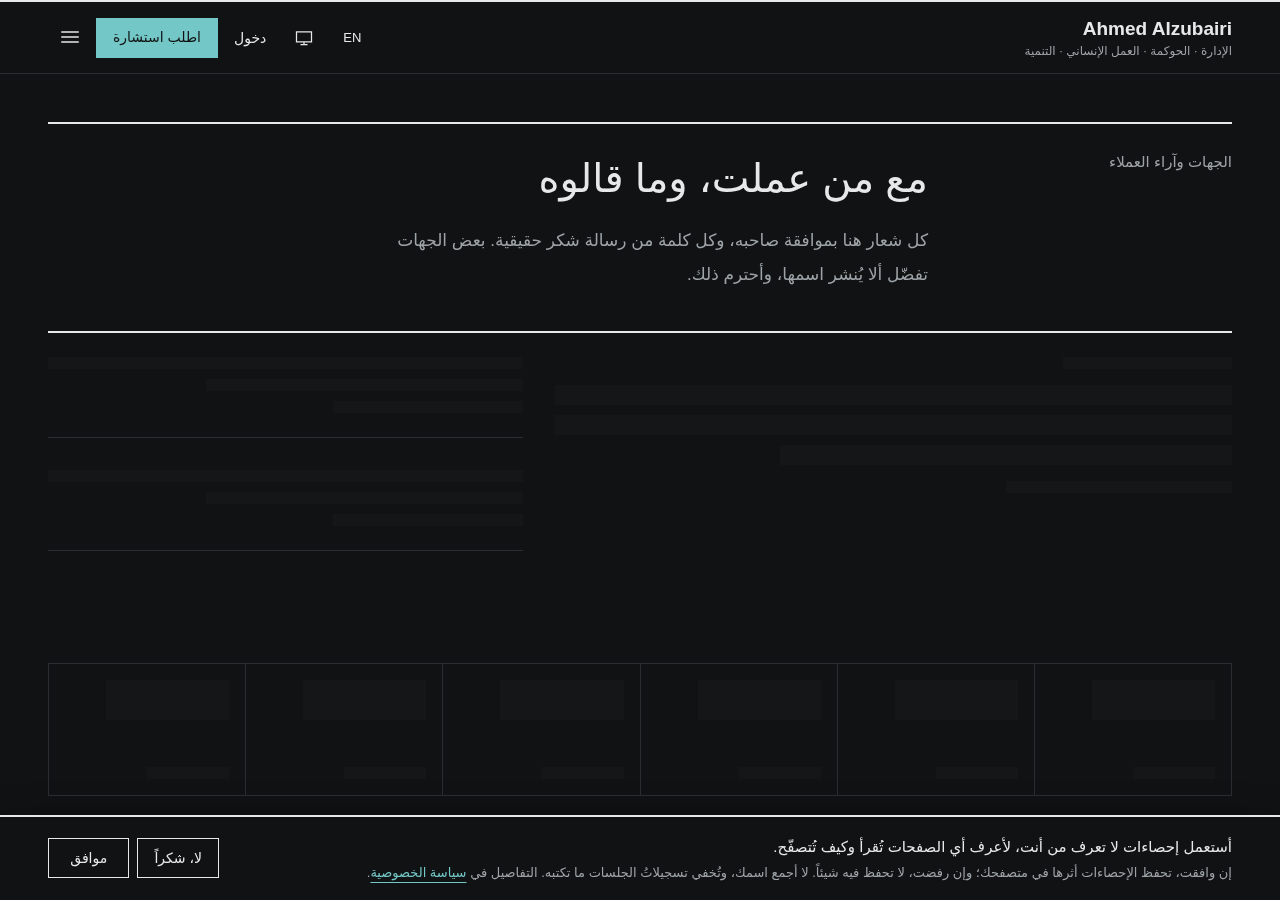 Ahmed Alzubairi
الإدارة · الحوكمة · العمل الإنساني · التنمية
EN
دخول
اطلب استشارة
الجهات وآراء العملاء
مع من عملت، وما قالوه
كل شعار هنا بموافقة صاحبه، وكل كلمة من رسالة شكر حقيقية. بعض الجهات
تفضّل ألا يُنشر اسمها، وأحترم ذلك.
أستعمل إحصاءات لا تعرف من أنت، لأعرف أي الصفحات تُقرأ وكيف تُتصفّح.
إن وافقت، تحفظ الإحصاءات أثرها في متصفحك؛ وإن رفضت، لا تحفظ فيه شيئاً. لا أجمع اسمك، وتُخفي تسجيلاتُ الجلسات ما تكتبه. التفاصيل في سياسة الخصوصية.
لا، شكراً
موافق